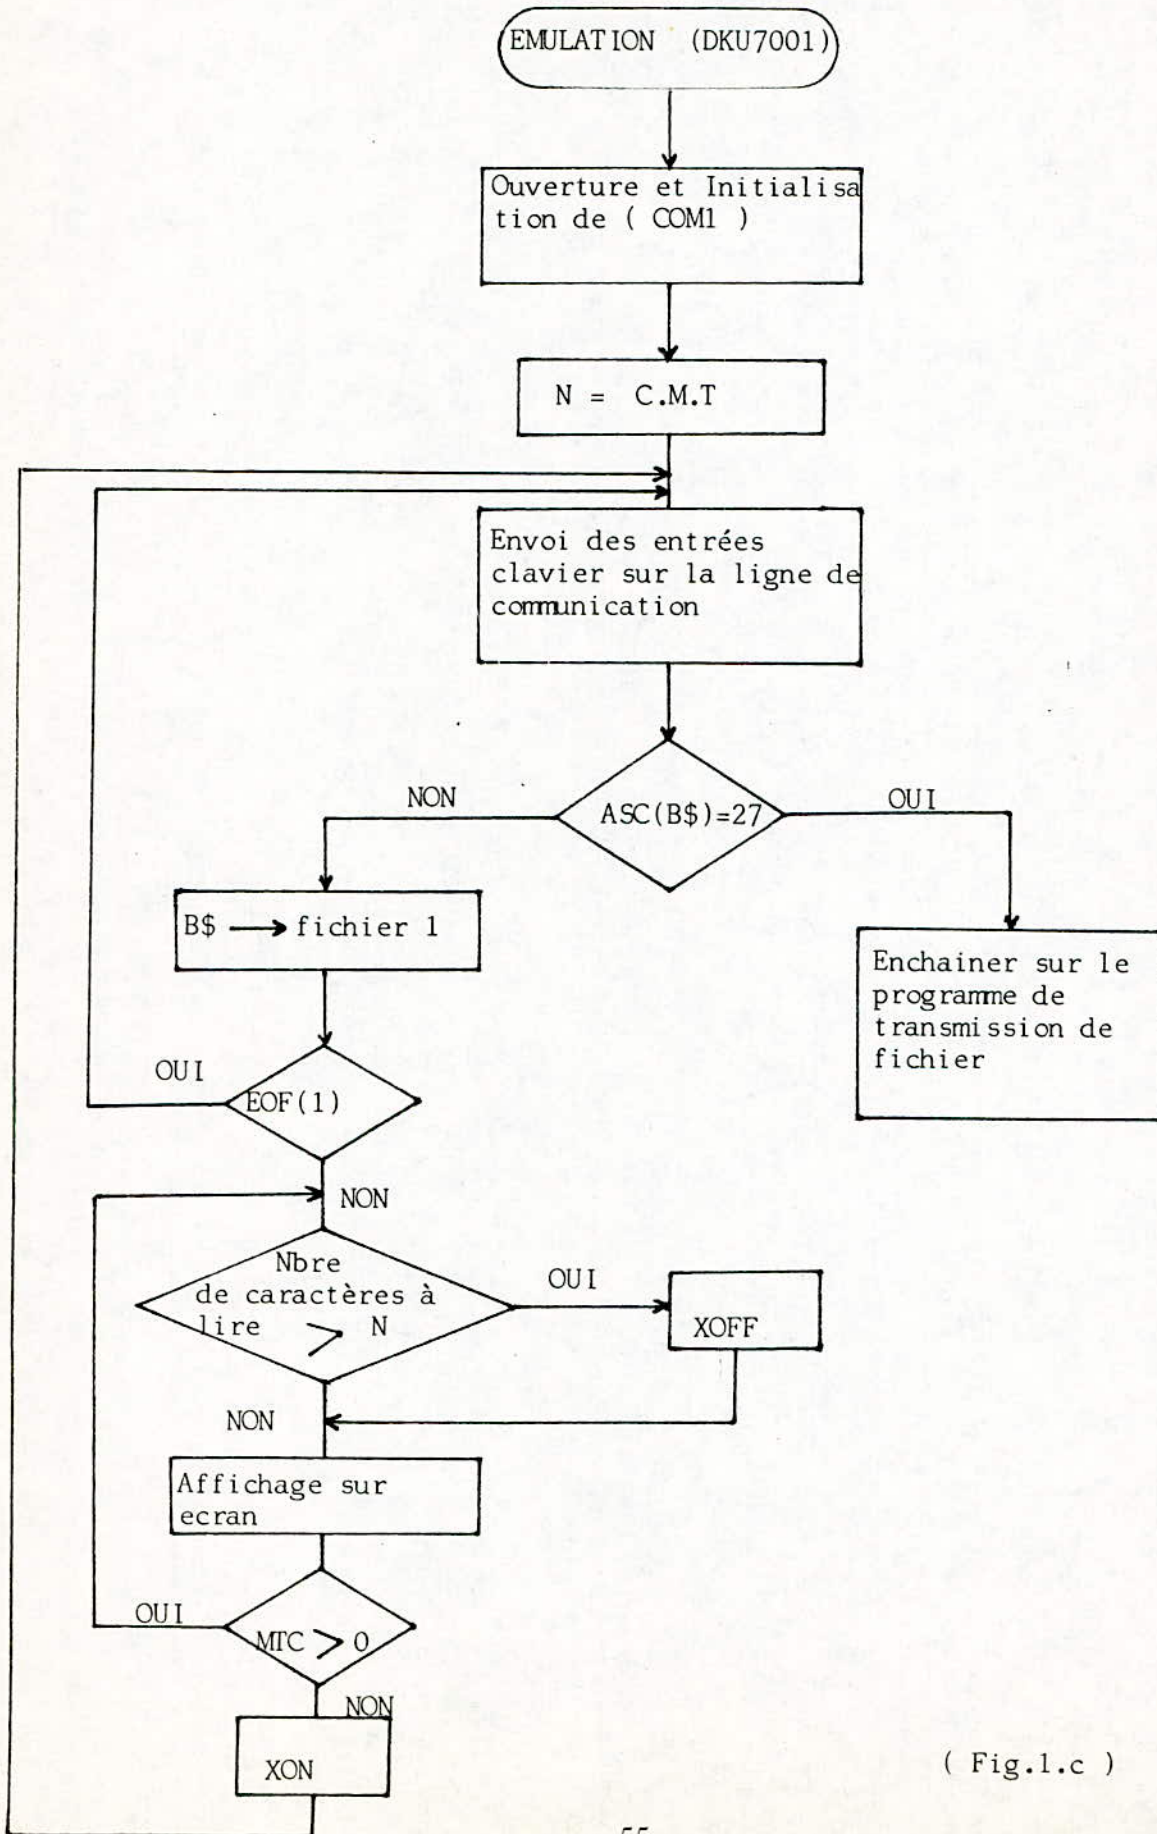 EMULATION (DKU7001)
Ouverture et Initialisa
tion de ( COM1 )
N = C.M.T
Envoi des entrées
clavier sur la ligne de
communication
NON
ASC(B$)=27
OUI
B$ → fichier 1
Enchainer sur le
programme de
transmission de
fichier
OUI
EOF(1)
NON
Nbre
de caractères à
lire > N
OUI
XOFF
NON
Affichage sur
ecran
OUI
MTC > 0
NON
XON
( Fig.1.c )
55